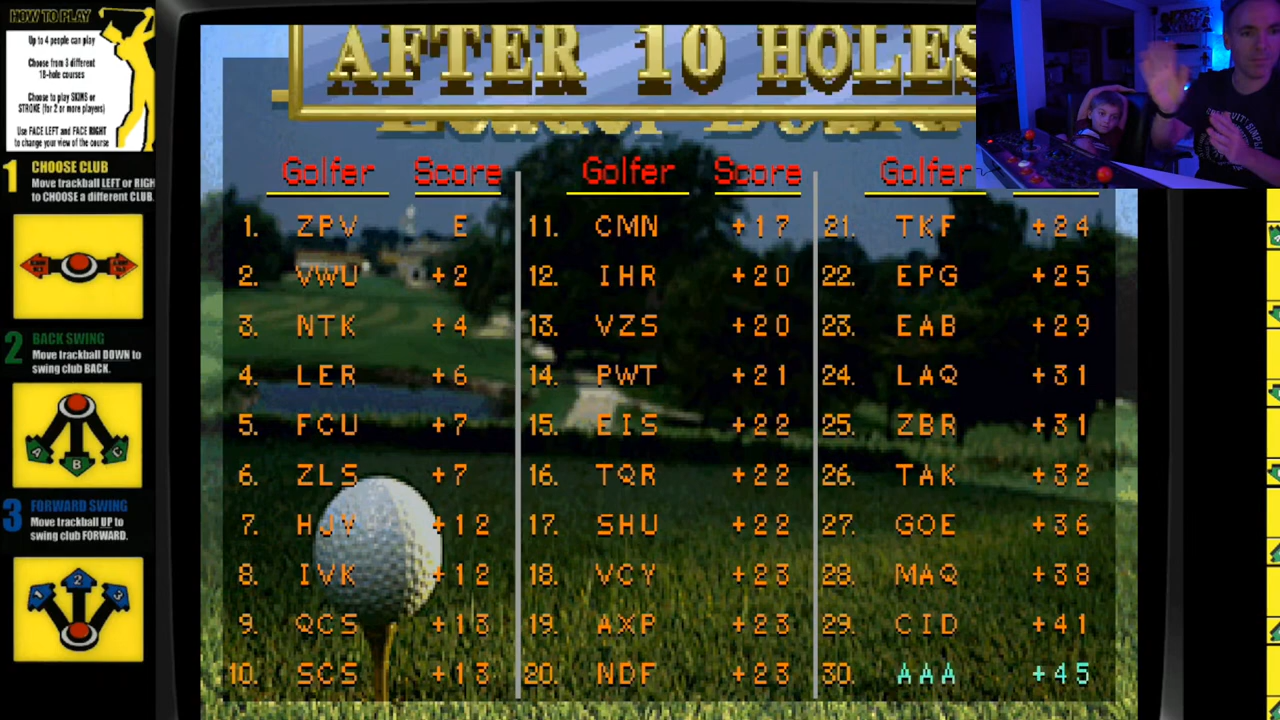 HOW TO PLAY
Up to 4 people can play
Choose from 3 different
18-hole courses
Choose to play SKINS or
STROKE (for 2 or more players)
Use FACE LEFT and FACE RIGHT
to change your view of the course
1 CHOOSE CLUB
Move trackball LEFT or RIGH
to CHOOSE a different CLUB.
2 BACK SWING
Move trackball DOWN to
swing club BACK.
A B C
3 FORWARD SWING
Move trackball UP to
swing club FORWARD.
1 2 3
AFTER 10 HOLES
Golfer Score Golfer Score Golfer
1. ZPV E 11. CMN +17 21. TKF +24
2. VWU +2 12. IHR +20 22. EPG +25
3. NTK +4 13. VZS +20 23. EAB +29
4. LER +6 14. PWT +21 24. LAQ +31
5. FCU +7 15. EIS +22 25. ZBR +31
6. ZLS +7 16. TQR +22 26. TAK +32
7. HJY +12 17. SHU +22 27. GOE +36
8. IVK +12 18. VCY +23 28. MAQ +38
9. QCS +13 19. AXP +23 29. CID +41
10. SCS +13 20. NDF +23 30. AAA +45